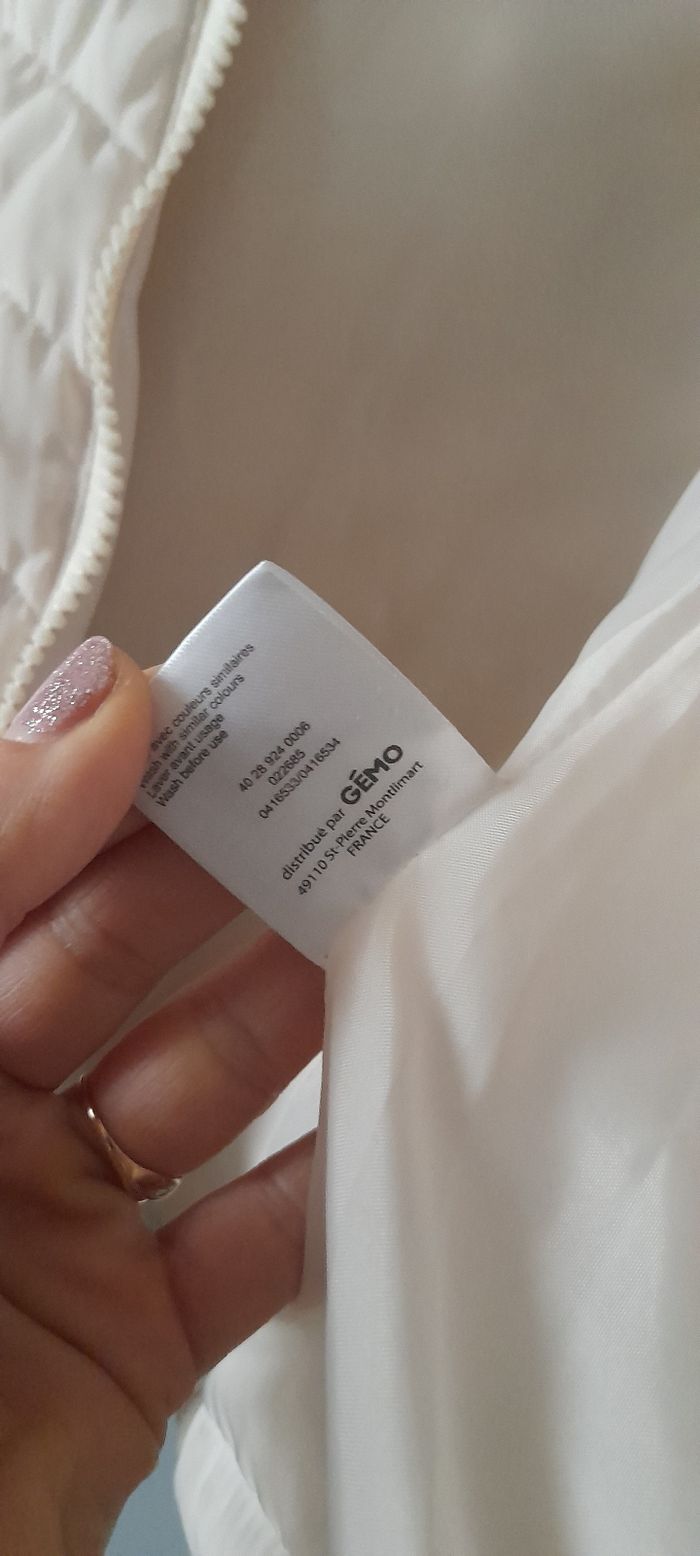 avec couleurs similaires
wash with similar colours
Laver avant usage
Wash before use
40 28 924 0006
022685
0416533/0416534
distribué par GÉMO
49110 St-Pierre Montlimart
FRANCE